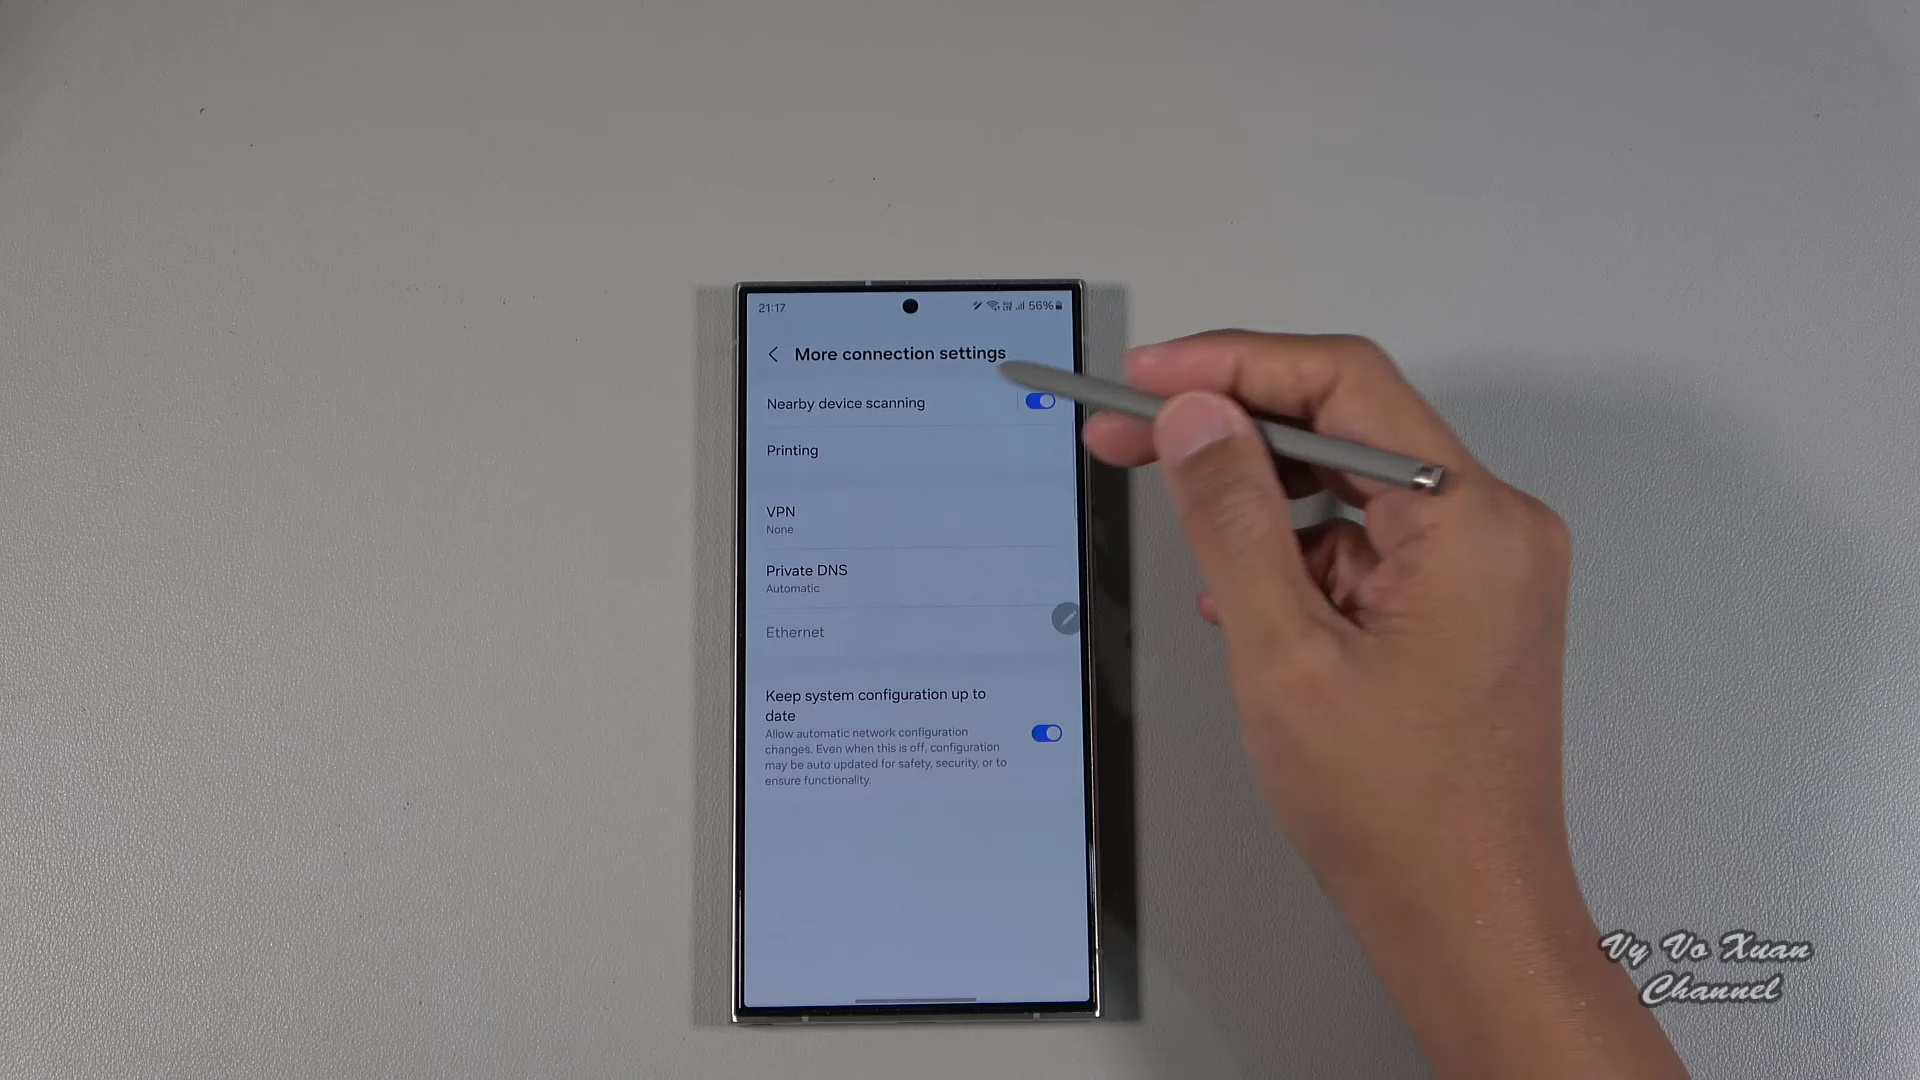 21:17
56%
More connection settings
Nearby device scanning
Printing
VPN
None
Private DNS
Automatic
Ethernet
Keep system configuration up to
date
Allow automatic network configuration
changes. Even when this is off, configuration
may be auto updated for safety, security, or to
ensure functionality.
Vy Vo Xuan
Channel